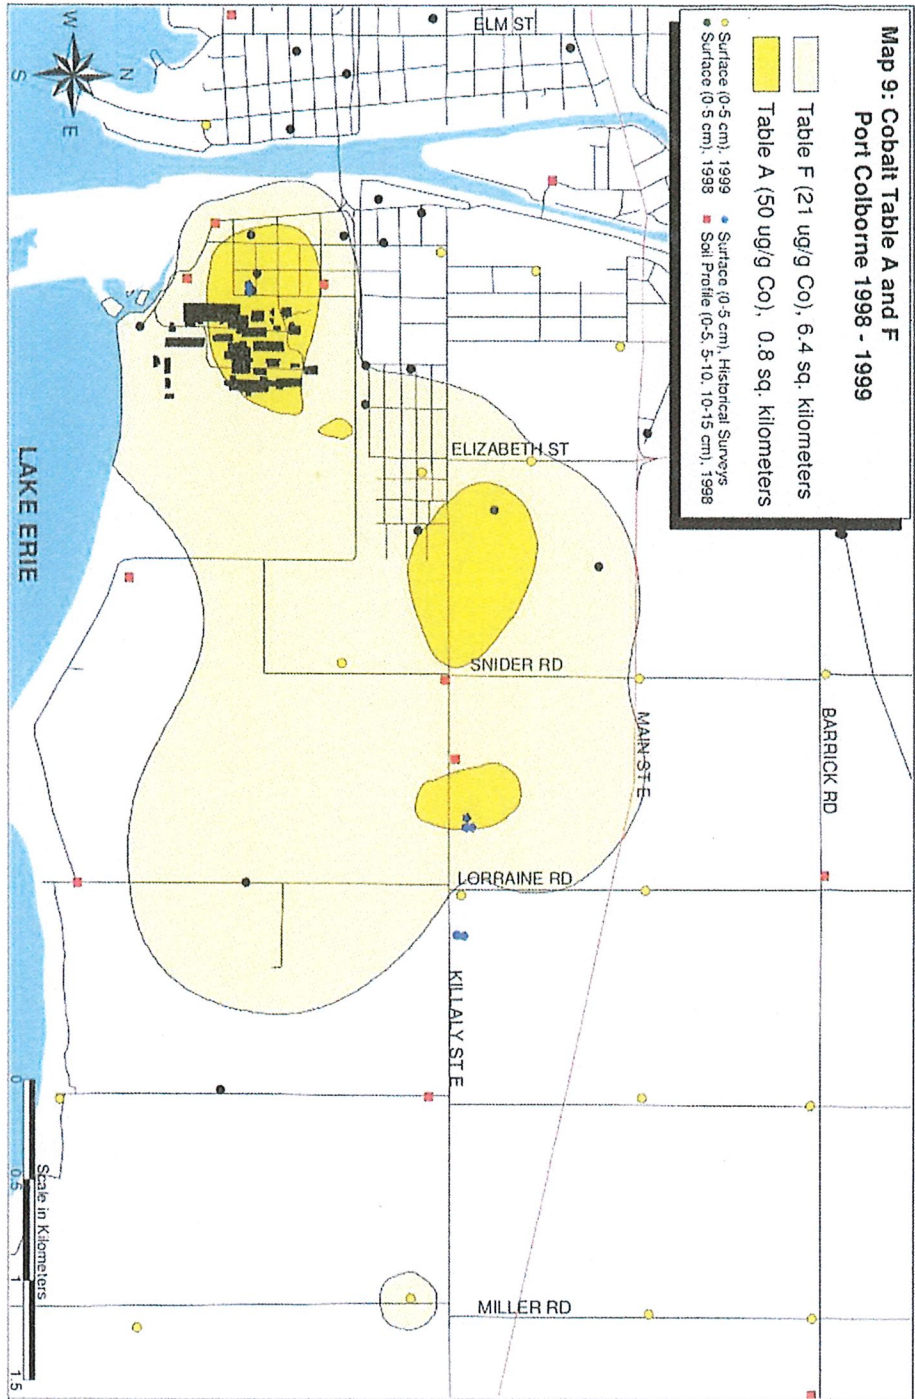 Map 9: Cobalt Table A and F
Port Colborne 1998 - 1999
Table F (21 ug/g Co), 6.4 sq. kilometers
Table A (50 ug/g Co), 0.8 sq. kilometers
Surface (0-5 cm), 1999
Surface (0-5 cm), Historical Surveys
Surface (0-5 cm), 1998
Soil Profile (0-5, 5-10, 10-15 cm), 1998
ELM ST
W
N
S
E
BARRICK RD
MAIN ST E
ELIZABETH ST
SNIDER RD
LORRAINE RD
KILLALY ST E
MILLER RD
LAKE ERIE
Scale in Kilometers
0
0.5
1
1.5